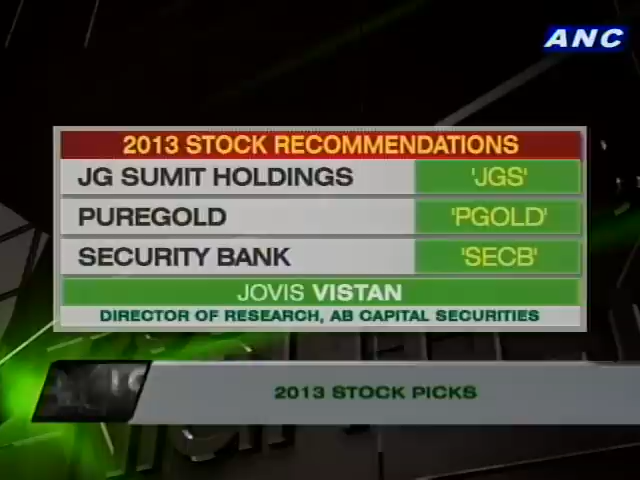 ANC
2013 STOCK RECOMMENDATIONS
JG SUMIT HOLDINGS 'JGS'
PUREGOLD 'PGOLD'
SECURITY BANK 'SECB'
JOVIS VISTAN
DIRECTOR OF RESEARCH, AB CAPITAL SECURITIES
2013 STOCK PICKS